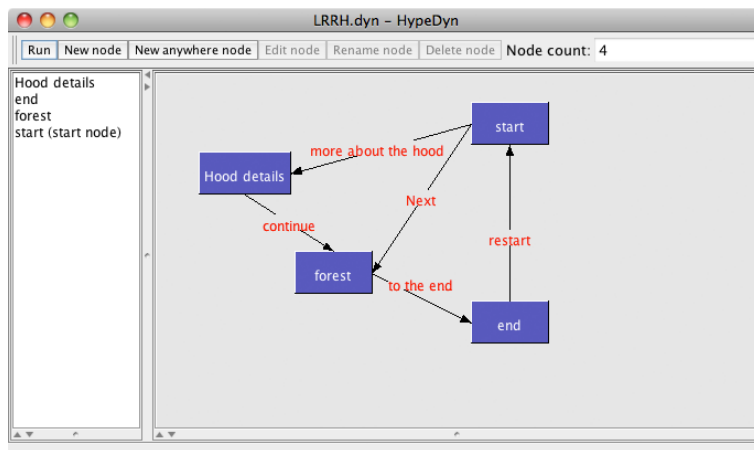 LRRH.dyn – HypeDyn
Run New node New anywhere node Edit node Rename node Delete node Node count: 4
Hood details
end
forest
start (start node)
start
more about the hood
Hood details
Next
continue
restart
forest
to the end
end